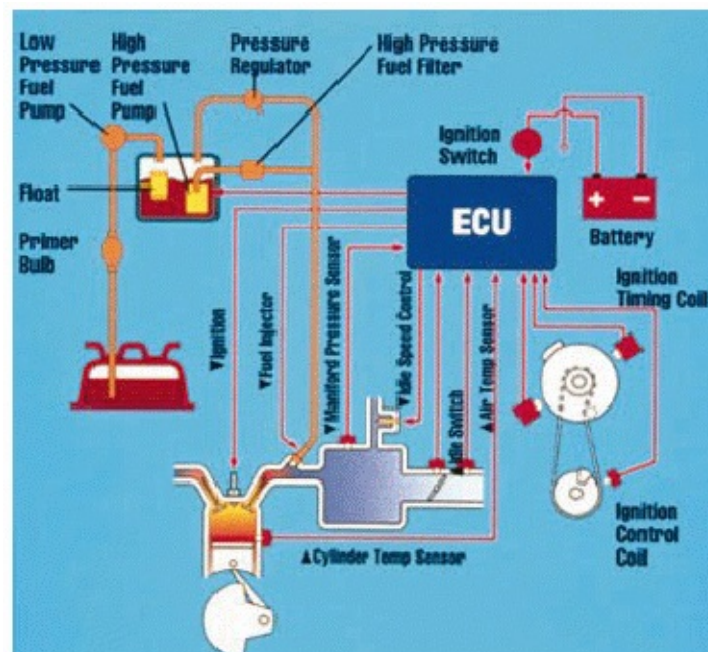 Low
Pressure
Fuel
Pump
High
Pressure
Fuel
Pump
Pressure
Regulator
High Pressure
Fuel Filter
Ignition
Switch
Float
ECU
+ −
Battery
Primer
Bulb
Ignition
Timing Coil
▼Ignition
▼Fuel Injector
▼Maniford Pressure Sensor
▼Idle Speed Control
▲Idle Switch
▲Air Temp Sensor
▲Cylinder Temp Sensor
Ignition
Control
Coil